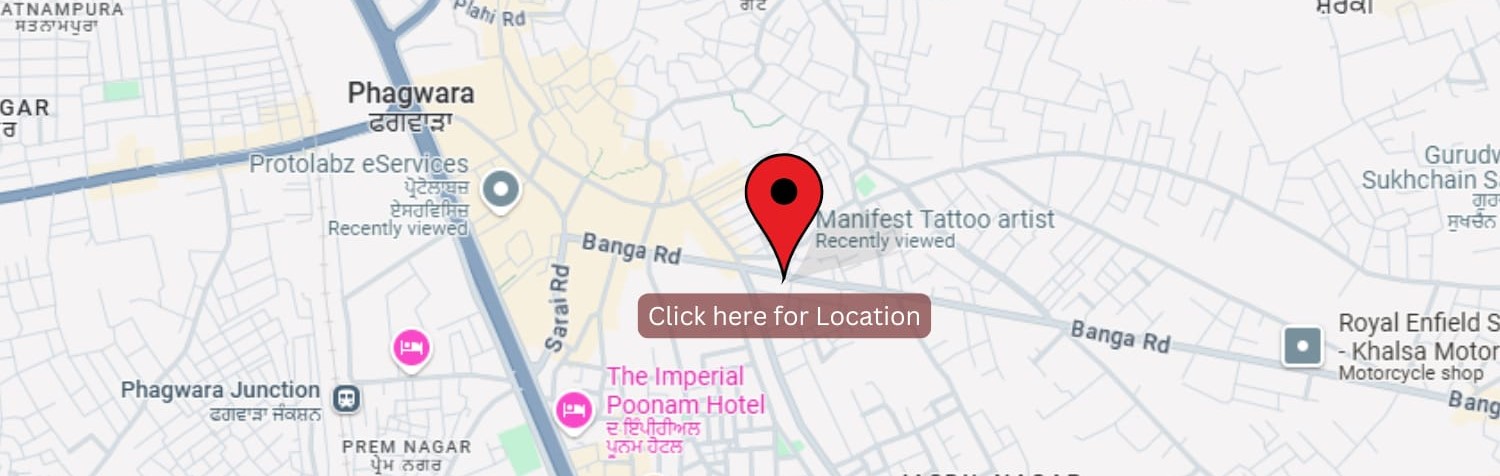 ATNAMPURA
ਸਤਨਾਮਪੁਰਾ
Plahi Rd
ਗੇਟ
GAR
ਰ
Phagwara
ਫਗਵਾੜਾ
Protolabz eServices
ਪ੍ਰੋਟੋਲਾਬਜ਼
ਏਸਰਵਿਸਿਜ਼
Recently viewed
Manifest Tattoo artist
Recently viewed
Gurudw
Sukhchain S
ਗੁਰ
ਸੁਖਚੈਨ
Banga Rd
Sarai Rd
Click here for Location
Banga Rd
Royal Enfield S
- Khalsa Motor
Motorcycle shop
Bang
Phagwara Junction
ਫਗਵਾੜਾ ਜੰਕਸ਼ਨ
The Imperial
Poonam Hotel
ਦ ਇੰਪੀਰੀਅਲ
ਪੂਨਮ ਹੋਟਲ
PREM NAGAR
ਪ੍ਰੇਮ ਨਗਰ